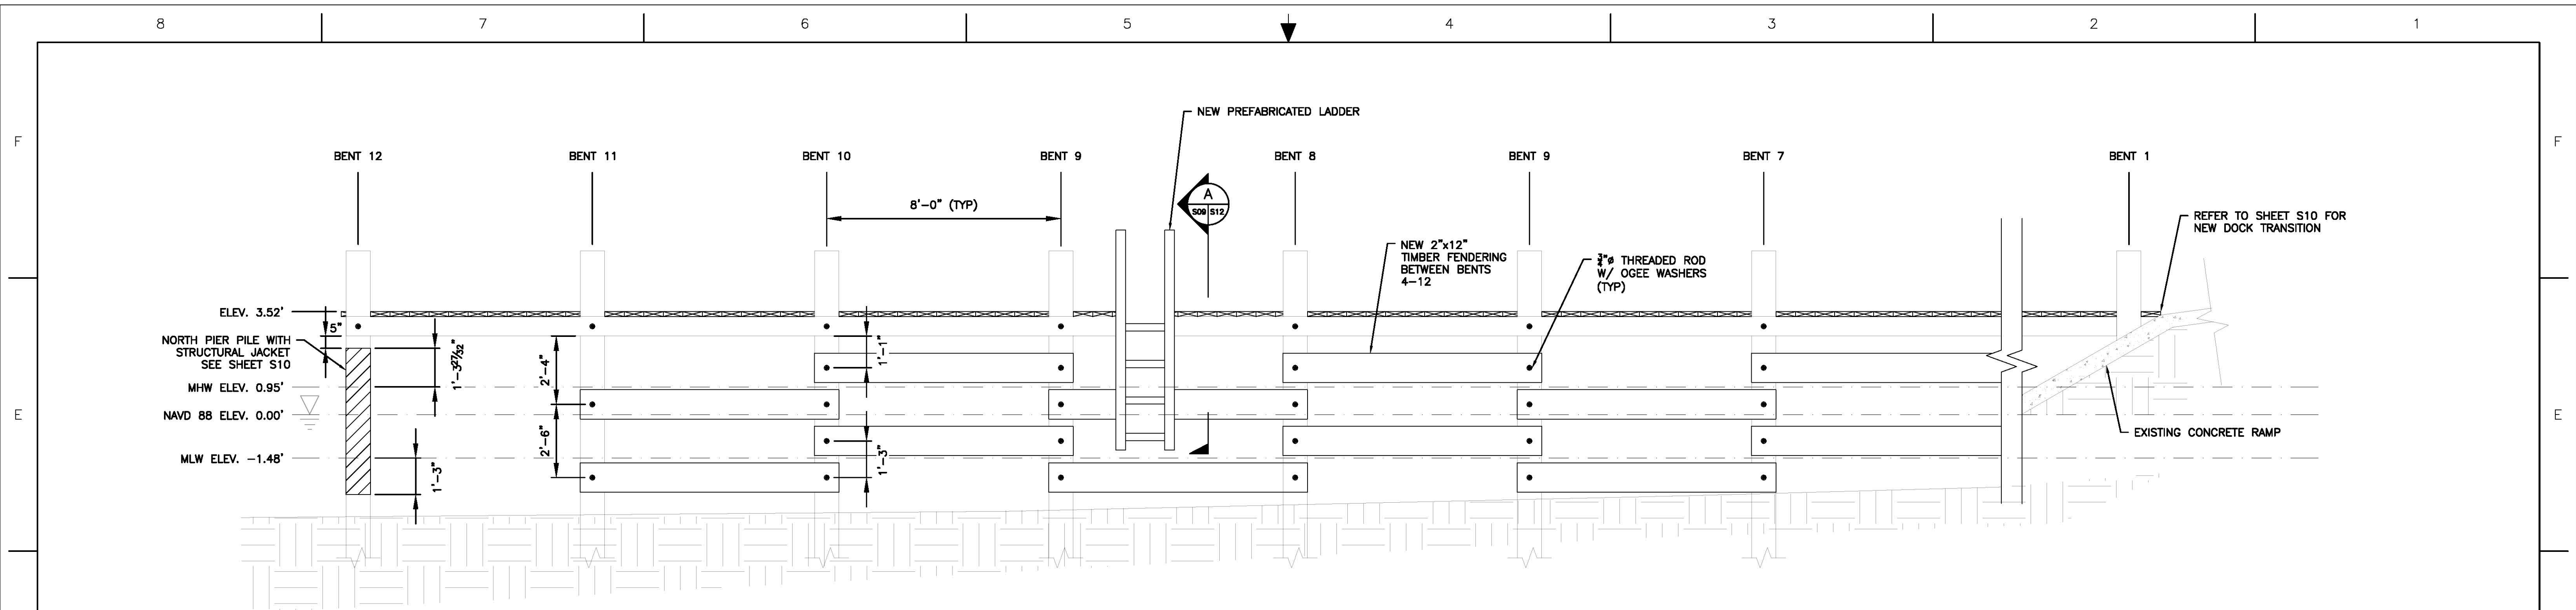 8 7 6 5 4 3 2 1
NEW PREFABRICATED LADDER
F F
BENT 12 BENT 11 BENT 10 BENT 9 BENT 8 BENT 9 BENT 7 BENT 1
8'-0" (TYP)
A
S09 S12
REFER TO SHEET S10 FOR
NEW DOCK TRANSITION
NEW 2"x12"
TIMBER FENDERING
BETWEEN BENTS
4-12
3/4"ø THREADED ROD
W/ OGEE WASHERS
(TYP)
ELEV. 3.52'
5"
NORTH PIER PILE WITH
STRUCTURAL JACKET
SEE SHEET S10
1'-3 27/32"
2'-4"
1'-1"
MHW ELEV. 0.95'
NAVD 88 ELEV. 0.00'
E E
EXISTING CONCRETE RAMP
MLW ELEV. -1.48'
1'-3"
2'-6"
1'-3"